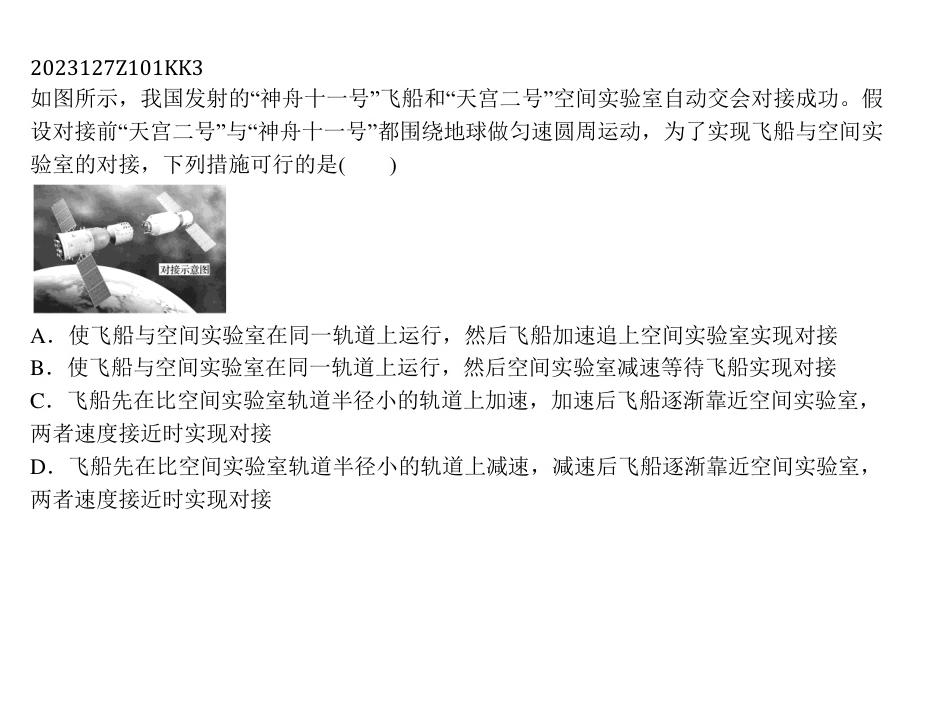 2023127Z101KK3
如图所示，我国发射的“神舟十一号”飞船和“天宫二号”空间实验室自动交会对接成功。假
设对接前“天宫二号”与“神舟十一号”都围绕地球做匀速圆周运动，为了实现飞船与空间实
验室的对接，下列措施可行的是(　　)
对接示意图
A．使飞船与空间实验室在同一轨道上运行，然后飞船加速追上空间实验室实现对接
B．使飞船与空间实验室在同一轨道上运行，然后空间实验室减速等待飞船实现对接
C．飞船先在比空间实验室轨道半径小的轨道上加速，加速后飞船逐渐靠近空间实验室，
两者速度接近时实现对接
D．飞船先在比空间实验室轨道半径小的轨道上减速，减速后飞船逐渐靠近空间实验室，
两者速度接近时实现对接